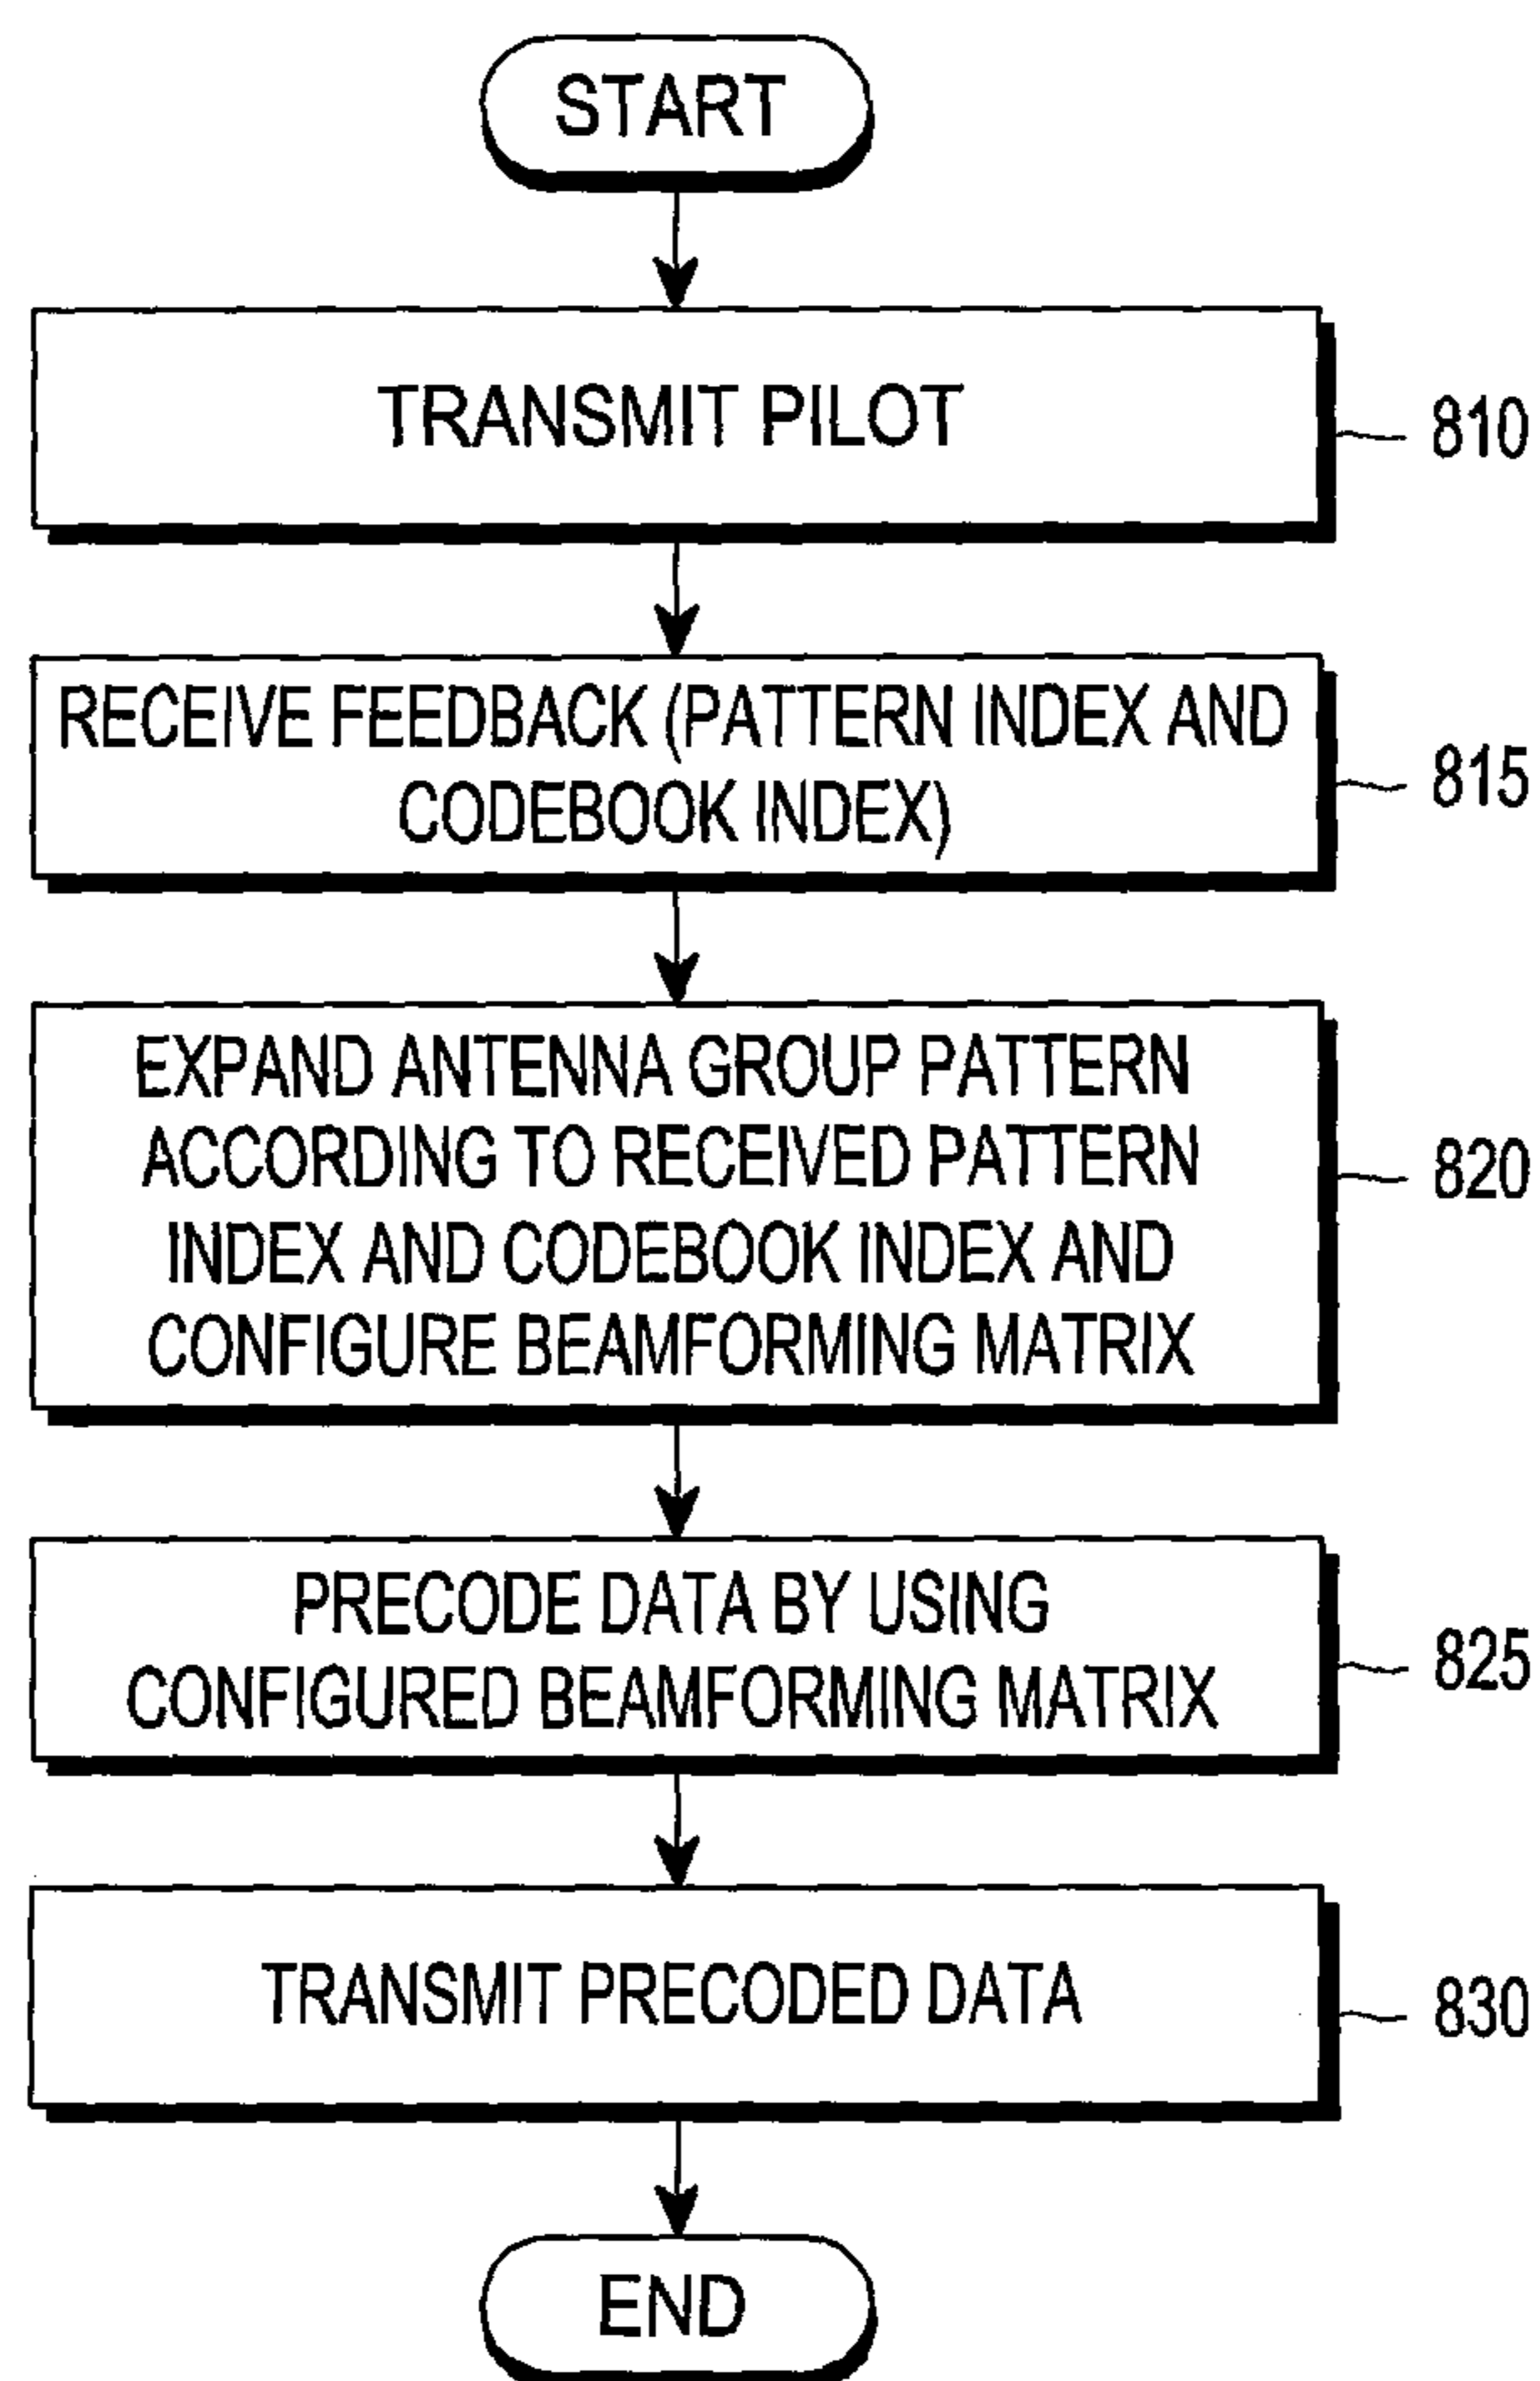 START
TRANSMIT PILOT
810
RECEIVE FEEDBACK (PATTERN INDEX AND
CODEBOOK INDEX)
815
EXPAND ANTENNA GROUP PATTERN
ACCORDING TO RECEIVED PATTERN
INDEX AND CODEBOOK INDEX AND
CONFIGURE BEAMFORMING MATRIX
820
PRECODE DATA BY USING
CONFIGURED BEAMFORMING MATRIX
825
TRANSMIT PRECODED DATA
830
END